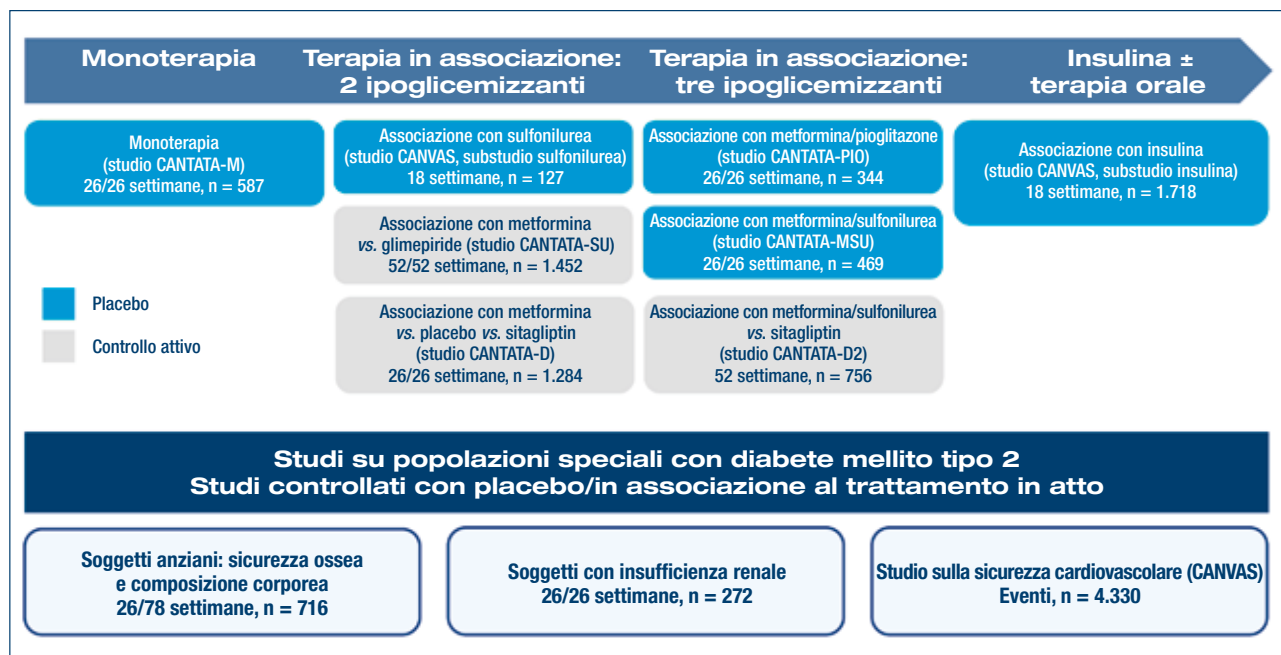 Monoterapia
Terapia in associazione:
2 ipoglicemizzanti
Terapia in associazione:
tre ipoglicemizzanti
Insulina ±
terapia orale
Monoterapia
(studio CANTATA-M)
26/26 settimane, n = 587
Associazione con sulfonilurea
(studio CANVAS, substudio sulfonilurea)
18 settimane, n = 127
Associazione con metformina/pioglitazone
(studio CANTATA-PIO)
26/26 settimane, n = 344
Associazione con insulina
(studio CANVAS, substudio insulina)
18 settimane, n = 1.718
Associazione con metformina
vs. glimepiride (studio CANTATA-SU)
52/52 settimane, n = 1.452
Associazione con metformina/sulfonilurea
(studio CANTATA-MSU)
26/26 settimane, n = 469
Placebo
Controllo attivo
Associazione con metformina
vs. placebo vs. sitagliptin
(studio CANTATA-D)
26/26 settimane, n = 1.284
Associazione con metformina/sulfonilurea
vs. sitagliptin
(studio CANTATA-D2)
52 settimane, n = 756
Studi su popolazioni speciali con diabete mellito tipo 2
Studi controllati con placebo/in associazione al trattamento in atto
Soggetti anziani: sicurezza ossea
e composizione corporea
26/78 settimane, n = 716
Soggetti con insufficienza renale
26/26 settimane, n = 272
Studio sulla sicurezza cardiovascolare (CANVAS)
Eventi, n = 4.330